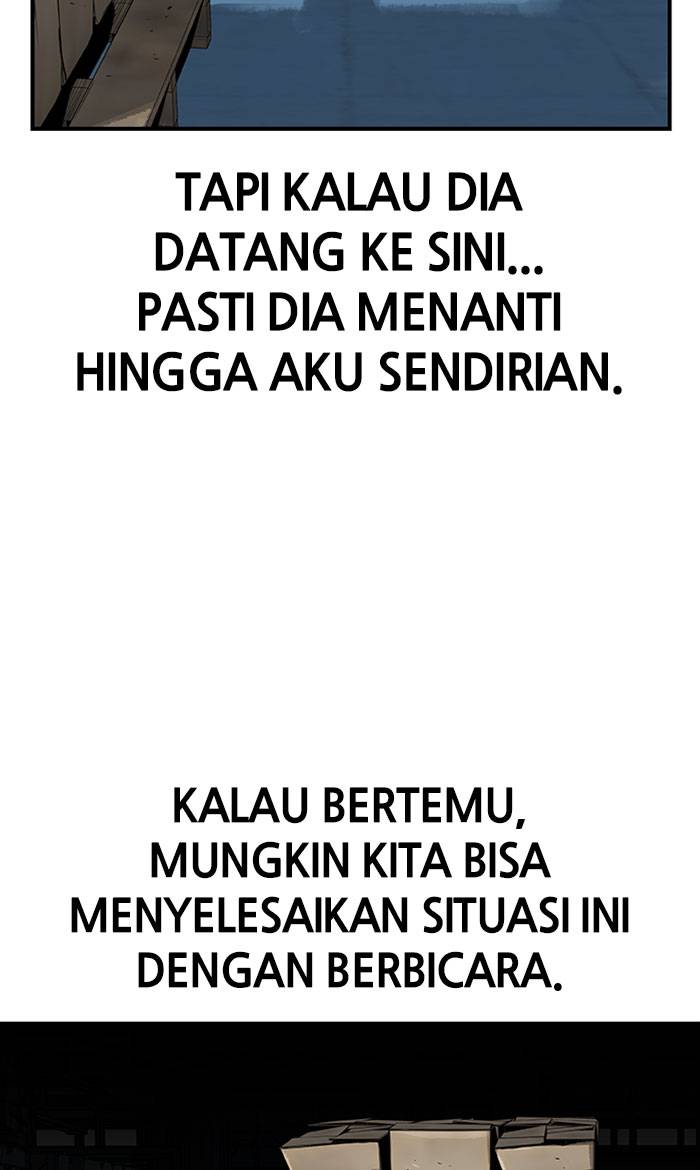 TAPI KALAU DIA
DATANG KE SINI...
PASTI DIA MENANTI
HINGGA AKU SENDIRIAN.
KALAU BERTEMU,
MUNGKIN KITA BISA
MENYELESAIKAN SITUASI INI
DENGAN BERBICARA.